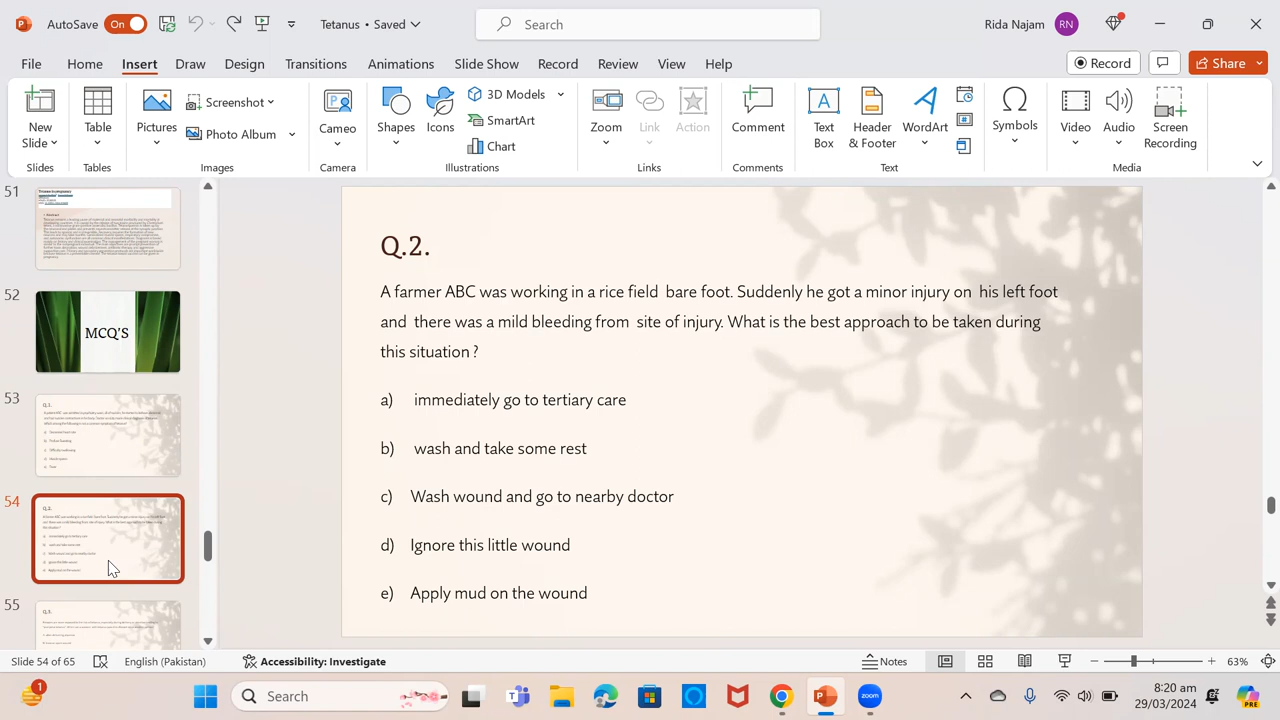 AutoSave On Tetanus • Saved Search Rida Najam RN
File Home Insert Draw Design Transitions Animations Slide Show Record Review View Help Record Share
New Slide Table Pictures Screenshot Photo Album Cameo Shapes Icons 3D Models SmartArt Chart Zoom Link Action Comment Text Box Header & Footer WordArt Symbols Video Audio Screen Recording
Slides Tables Images Camera Illustrations Links Comments Text Media
51
52
MCQ'S
53
54
55
Q.2.
A farmer ABC was working in a rice field bare foot. Suddenly he got a minor injury on his left foot
and there was a mild bleeding from site of injury. What is the best approach to be taken during
this situation ?
a) immediately go to tertiary care
b) wash and take some rest
c) Wash wound and go to nearby doctor
d) Ignore this little wound
e) Apply mud on the wound
Slide 54 of 65 English (Pakistan) Accessibility: Investigate Notes 63%
1 Search zoom PRE
8:20 am
29/03/2024